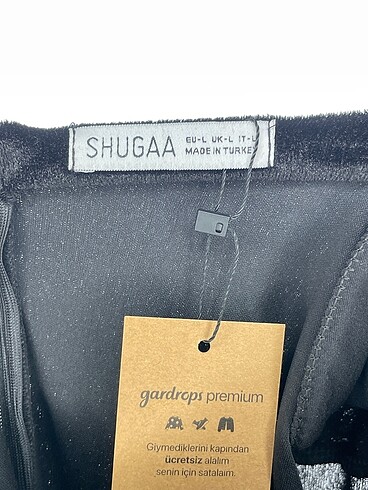 SHUGAA
EU-L UK-L IT-L
MADE IN TURKEY
gardrops premium
Giymediklerini kapından
ücretsiz alalım
senin için satalım.